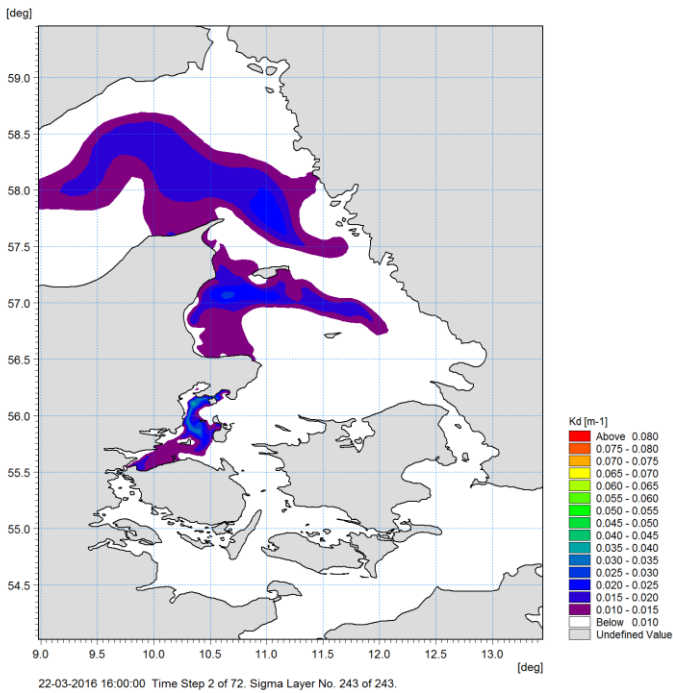 [deg]
59.0
58.5
58.0
57.5
57.0
56.5
56.0
55.5
55.0
54.5
9.0 9.5 10.0 10.5 11.0 11.5 12.0 12.5 13.0
[deg]
22-03-2016 16:00:00 Time Step 2 of 72. Sigma Layer No. 243 of 243.
Kd [m-1]
Above 0.080
0.075 - 0.080
0.070 - 0.075
0.065 - 0.070
0.060 - 0.065
0.055 - 0.060
0.050 - 0.055
0.045 - 0.050
0.040 - 0.045
0.035 - 0.040
0.030 - 0.035
0.025 - 0.030
0.020 - 0.025
0.015 - 0.020
0.010 - 0.015
Below 0.010
Undefined Value